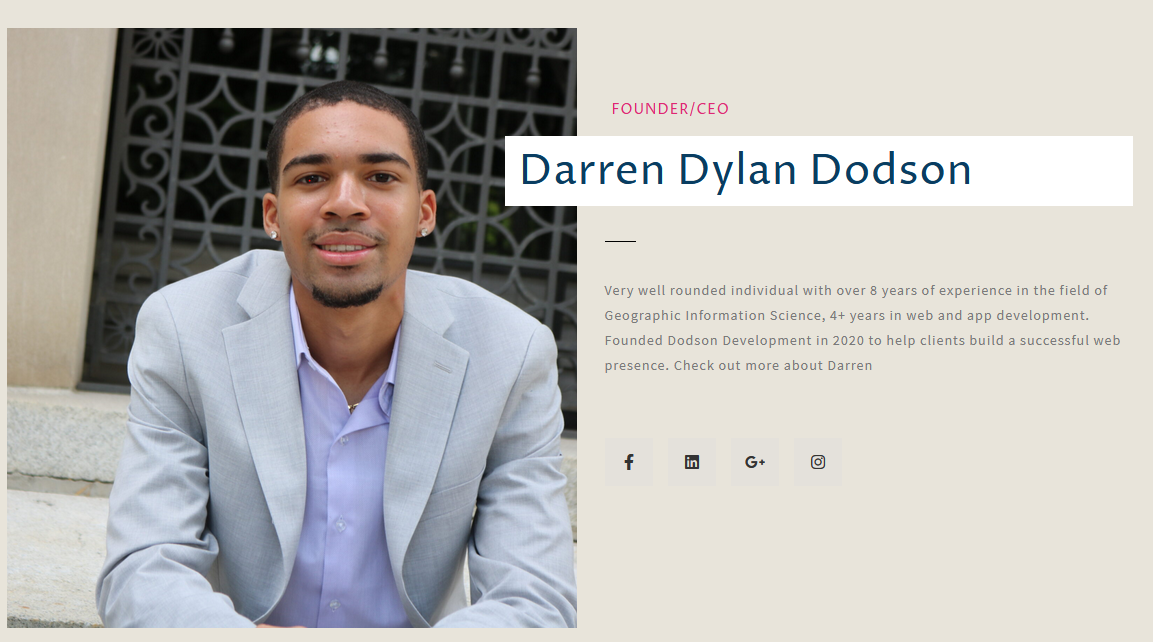 FOUNDER/CEO
Darren Dylan Dodson
Very well rounded individual with over 8 years of experience in the field of
Geographic Information Science, 4+ years in web and app development.
Founded Dodson Development in 2020 to help clients build a successful web
presence. Check out more about Darren